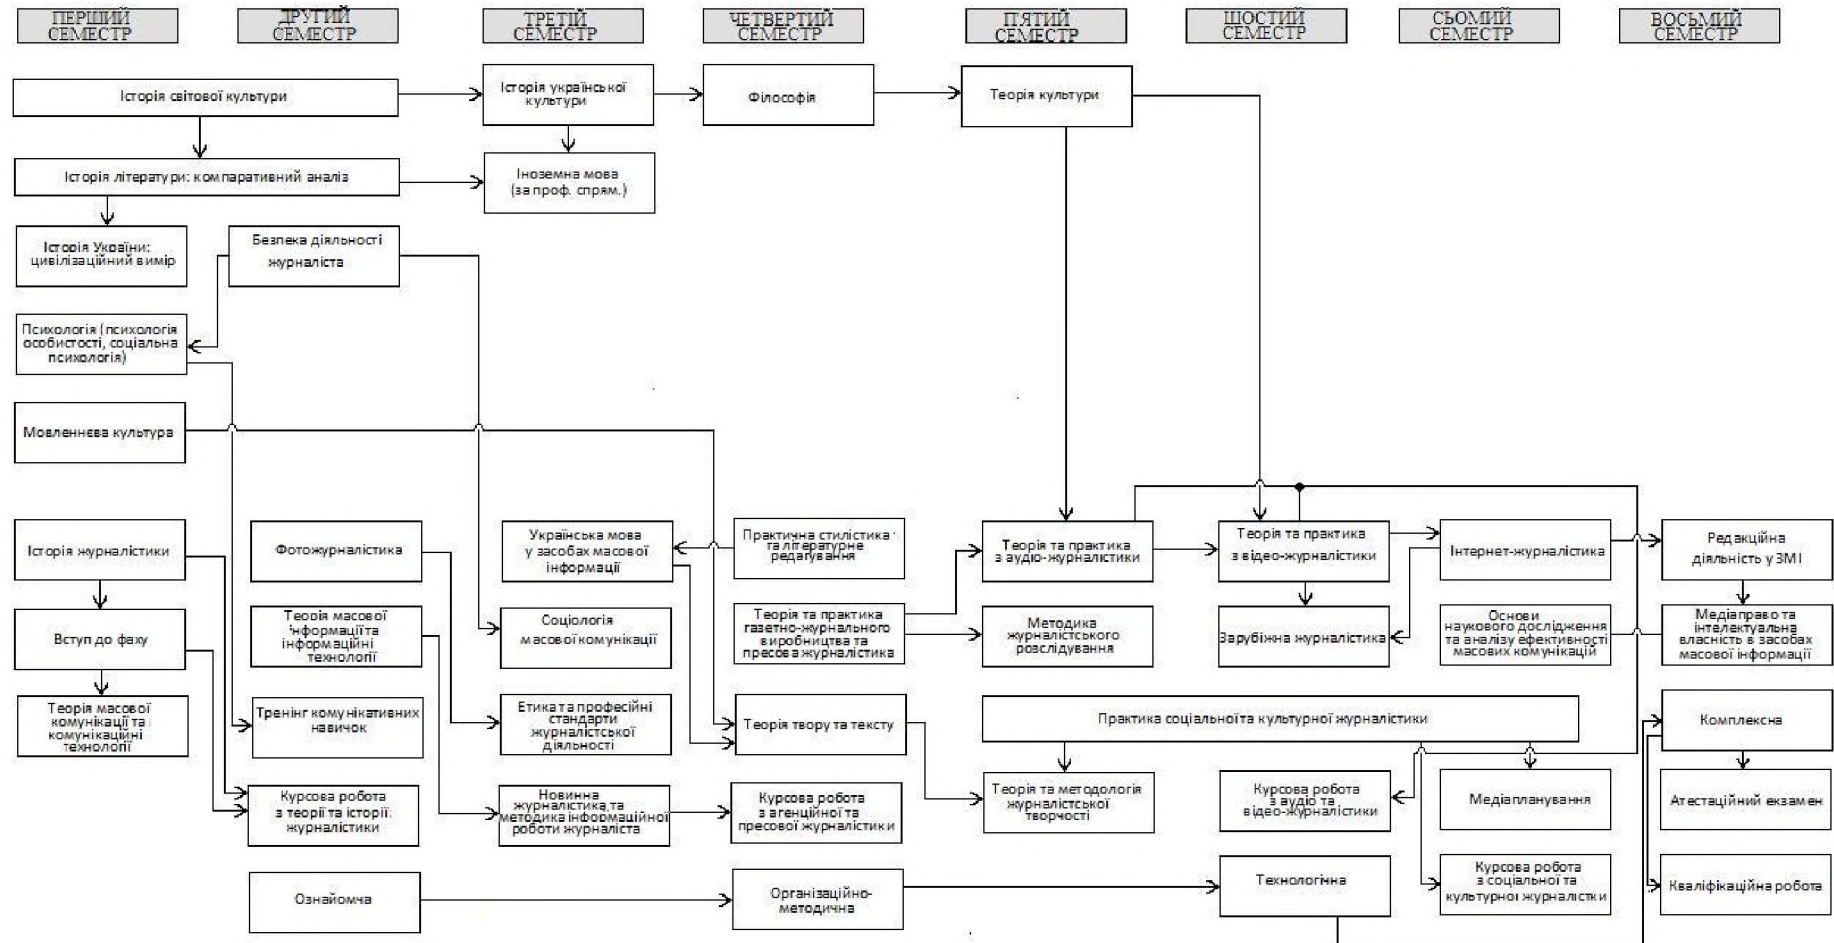 ПЕРШИЙ
СЕМЕСТР
ДРУГИЙ
СЕМЕСТР
ТРЕТІЙ
СЕМЕСТР
ЧЕТВЕРТИЙ
СЕМЕСТР
П'ЯТИЙ
СЕМЕСТР
ШОСТИЙ
СЕМЕСТР
СЬОМИЙ
СЕМЕСТР
ВОСЬМИЙ
СЕМЕСТР
Історія світової культури
Історія української
культури
Філософія
Теорія культури
Історія літератури: компаративний аналіз
Іноземна мова
(за проф. спрям.)
Історія України:
цивілізаційний вимір
Безпека діяльності
журналіста
Психологія (психологія
особистості, соціальна
психологія)
Мовленнєва культура
Історія журналістики
Фотожурналістика
Українська мова
у засобах масової
інформації
Практична стилістика
та літературне
редагування
Теорія та практика
з аудіо-журналістики
Теорія та практика
з відео-журналістики
Інтернет-журналістика
Редакційна
діяльність у ЗМІ
Вступ до фаху
Теорія масової
інформації та
інформаційні
технології
Соціологія
масової комунікації
Теорія та практика
газетно-журнального
виробництва та
пресова журналістика
Методика
журналістського
розслідування
Зарубіжна журналістика
Основи
наукового дослідження
та аналізу ефективності
масових комунікацій
Медіаправо та
інтелектуальна
власність в засобах
масової інформації
Теорія масової
комунікації та
комунікаційні
технології
Тренінг комунікативних
навичок
Етика та професійні
стандарти
журналістської
діяльності
Теорія твору та тексту
Практика соціальної та культурної журналістики
Комплексна
Курсова робота
з теорії та історії
журналістики
Новинна
журналістика та
методика інформаційної
роботи журналіста
Курсова робота
з агенційної та
пресової журналістики
Теорія та методологія
журналістської
творчості
Курсова робота
з аудіо та
відео-журналістики
Медіапланування
Атестаційний екзамен
Ознайомча
Організаційно-
методична
Технологічна
Курсова робота
з соціальної та
культурної журналістки
Кваліфікаційна робота